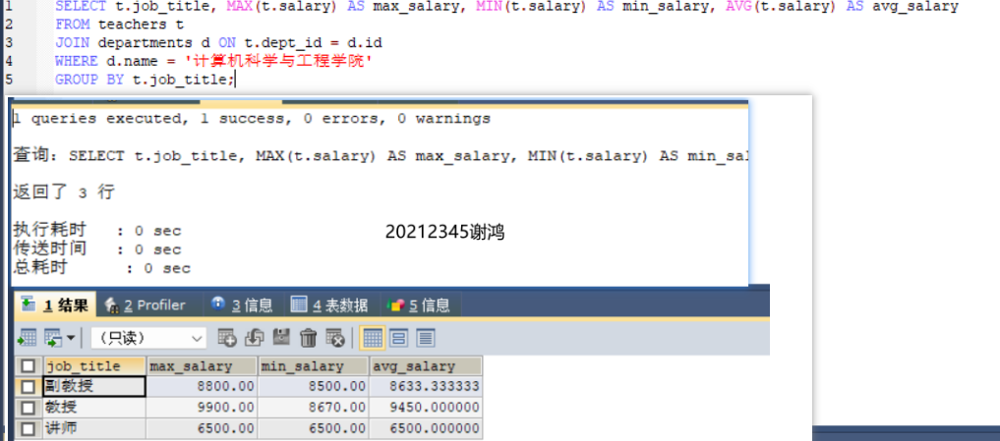 1 SELECT t.job_title, MAX(t.salary) AS max_salary, MIN(t.salary) AS min_salary, AVG(t.salary) AS avg_salary
2 FROM teachers t
3 JOIN departments d ON t.dept_id = d.id
4 WHERE d.name = '计算机科学与工程学院'
5 GROUP BY t.job_title;
1 queries executed, 1 success, 0 errors, 0 warnings
查询: SELECT t.job_title, MAX(t.salary) AS max_salary, MIN(t.salary) AS min_sal
返回了 3 行
执行耗时 : 0 sec
20212345谢鸿
传送时间 : 0 sec
总耗时 : 0 sec
1 结果 2 Profiler 3 信息 4 表数据 5 信息
(只读)
job_title max_salary min_salary avg_salary
副教授 8800.00 8500.00 8633.333333
教授 9900.00 8670.00 9450.000000
讲师 6500.00 6500.00 6500.000000